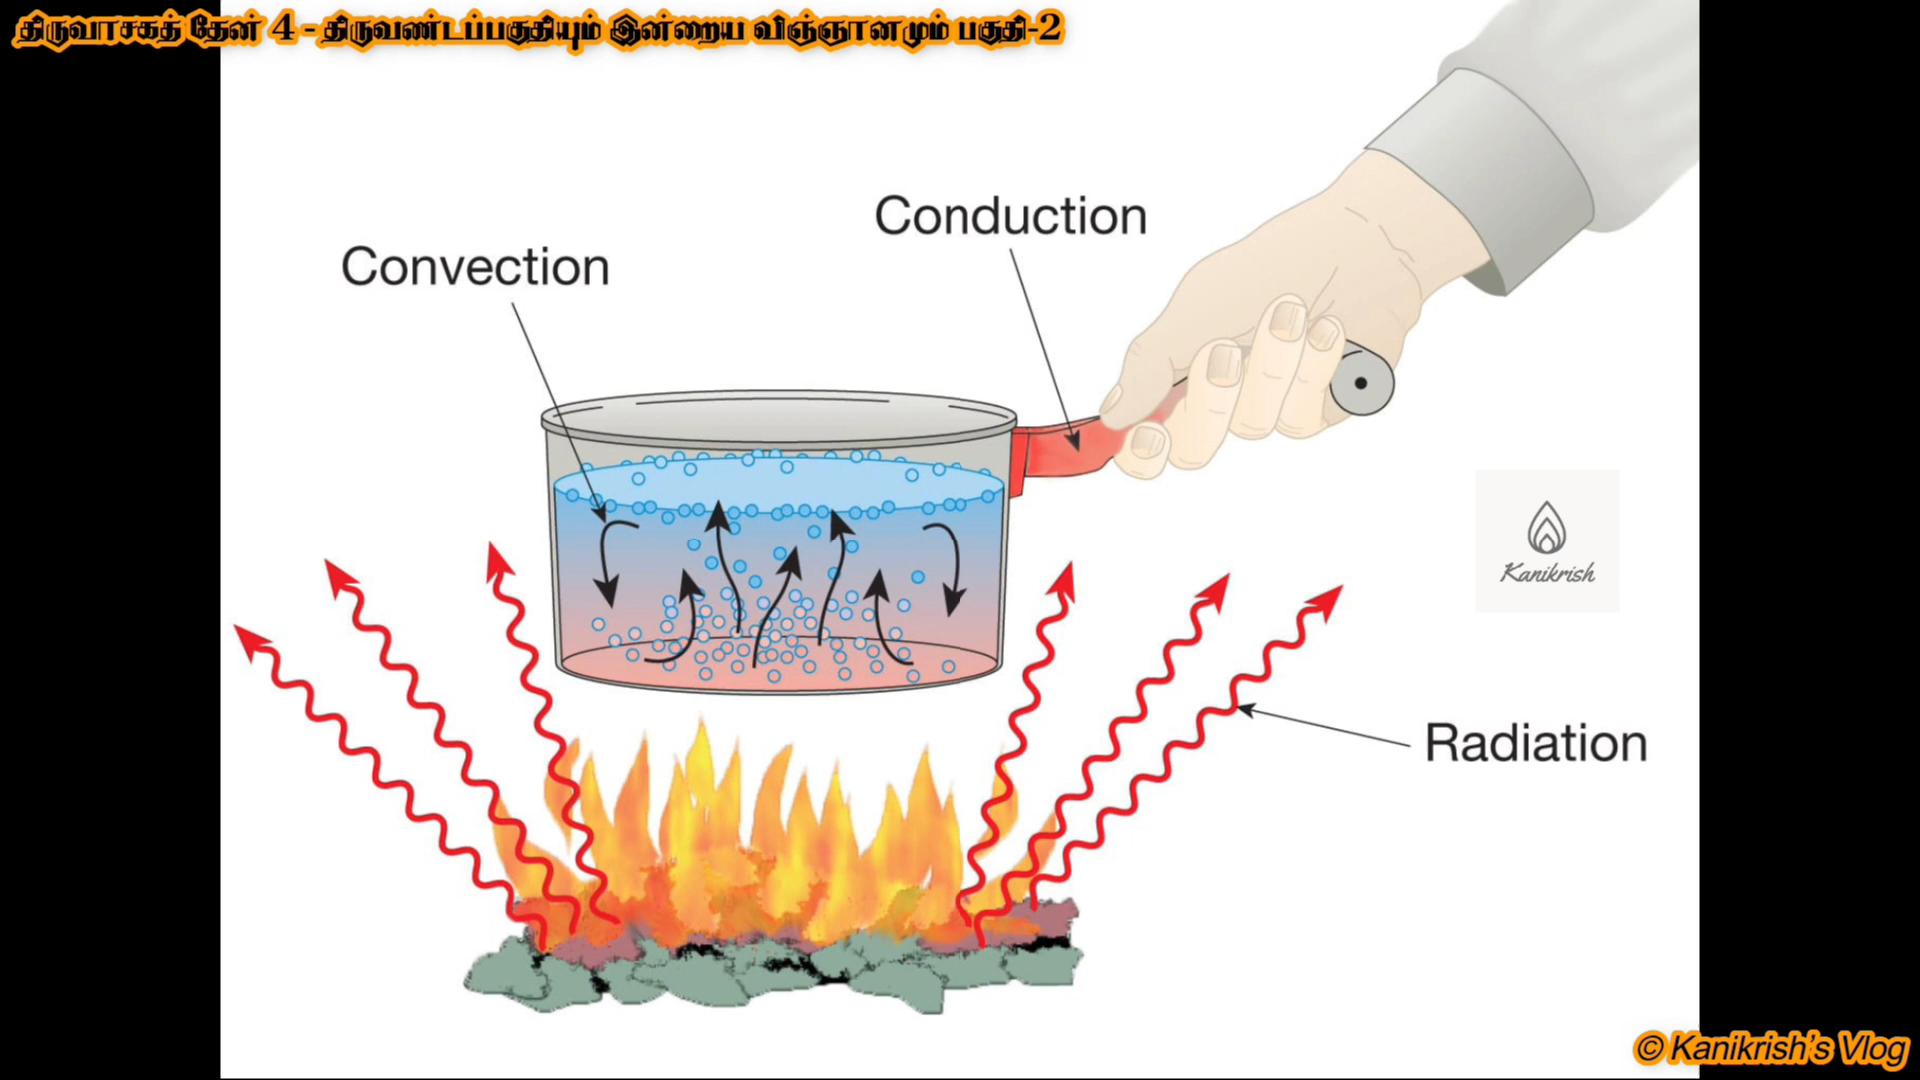 திருவாசகத் தேன் 4 - திருவண்டப்பகுதியும் இன்றைய விஞ்ஞானமும் பகுதி-2
Conduction
Convection
Kanikrish
Radiation
© Kanikrish's Vlog